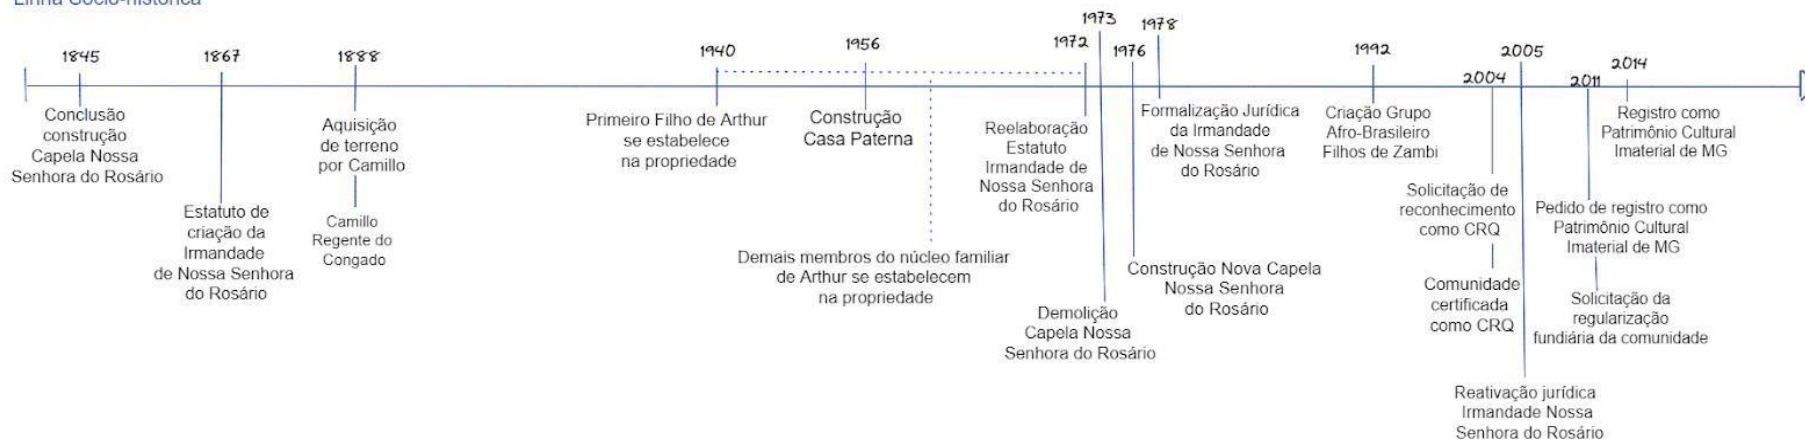 Linha Sócio-histórica
1845
Conclusão
construção
Capela Nossa
Senhora do Rosário
1867
Estatuto de
criação da
Irmandade
de Nossa Senhora
do Rosário
1888
Aquisição
de terreno
por Camillo
Camillo
Regente do
Congado
1940
Primeiro Filho de Arthur
se estabelece
na propriedade
1956
Construção
Casa Paterna
Demais membros do núcleo familiar
de Arthur se estabelecem
na propriedade
1972
Reelaboração
Estatuto
Irmandade de
Nossa Senhora
do Rosário
1973
Demolição
Capela Nossa
Senhora do Rosário
1976
Construção Nova Capela
Nossa Senhora
do Rosário
1978
Formalização Jurídica
da Irmandade
de Nossa Senhora
do Rosário
1992
Criação Grupo
Afro-Brasileiro
Filhos de Zambi
2004
Solicitação de
reconhecimento
como CRQ
Comunidade
certificada
como CRQ
2005
Reativação jurídica
Irmandade Nossa
Senhora do Rosário
2011
Pedido de registro como
Patrimônio Cultural
Imaterial de MG
Solicitação da
regularização
fundiária da comunidade
2014
Registro como
Patrimônio Cultural
Imaterial de MG